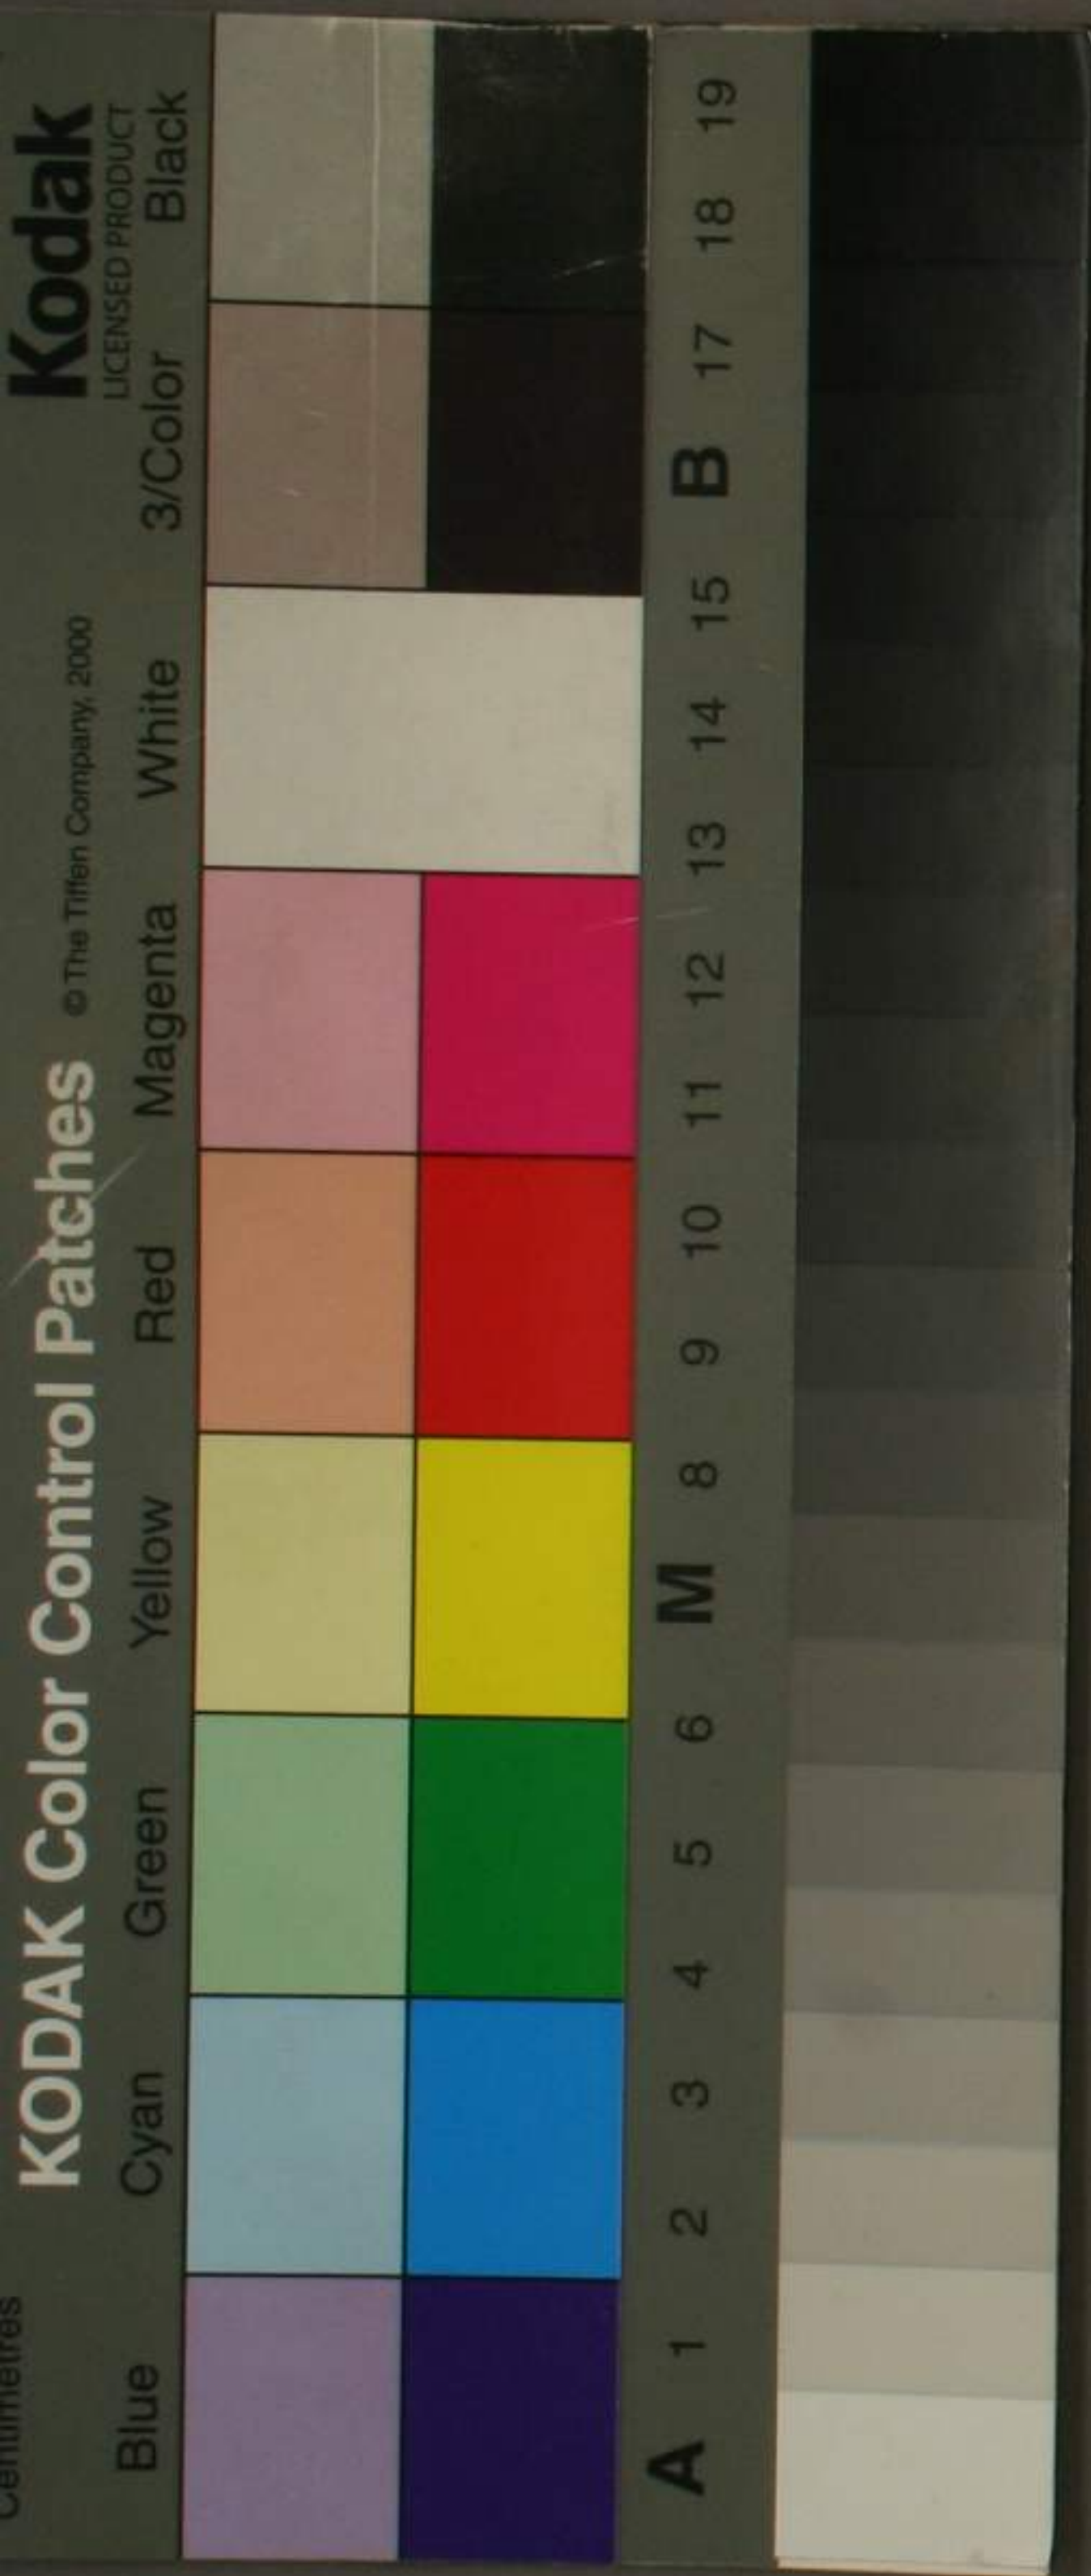 Centimetres
KODAK Color Control Patches © The Tiffen Company, 2000 Kodak
LICENSED PRODUCT
Blue Cyan Green Yellow Red Magenta White 3/Color Black
A 1 2 3 4 5 6 M 8 9 10 11 12 13 14 15 B 17 18 19